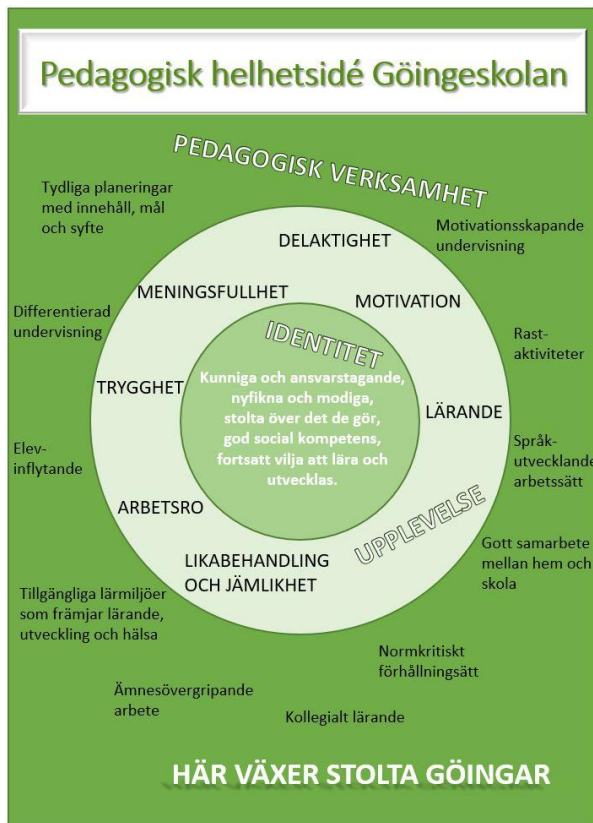 Pedagogisk helhetsidé Göingeskolan
PEDAGOGISK VERKSAMHET
Tydliga planeringar
med innehåll, mål
och syfte
Motivationsskapande
undervisning
DELAKTIGHET
MENINGSFULLHET
MOTIVATION
Differentierad
undervisning
Rast-
aktiviteter
IDENTITET
Kunniga och ansvarstagande,
nyfikna och modiga,
stolta över det de gör,
god social kompetens,
fortsatt vilja att lära och
utvecklas.
TRYGGHET
LÄRANDE
Elev-
inflytande
Språk-
utvecklande
arbetssätt
ARBETSRO
UPPLEVELSE
LIKABEHANDLING
OCH JÄMLIKHET
Gott samarbete
mellan hem och
skola
Tillgängliga lärmiljöer
som främjar lärande,
utveckling och hälsa
Normkritiskt
förhållningsätt
Ämnesövergripande
arbete
Kollegialt lärande
HÄR VÄXER STOLTA GÖINGAR